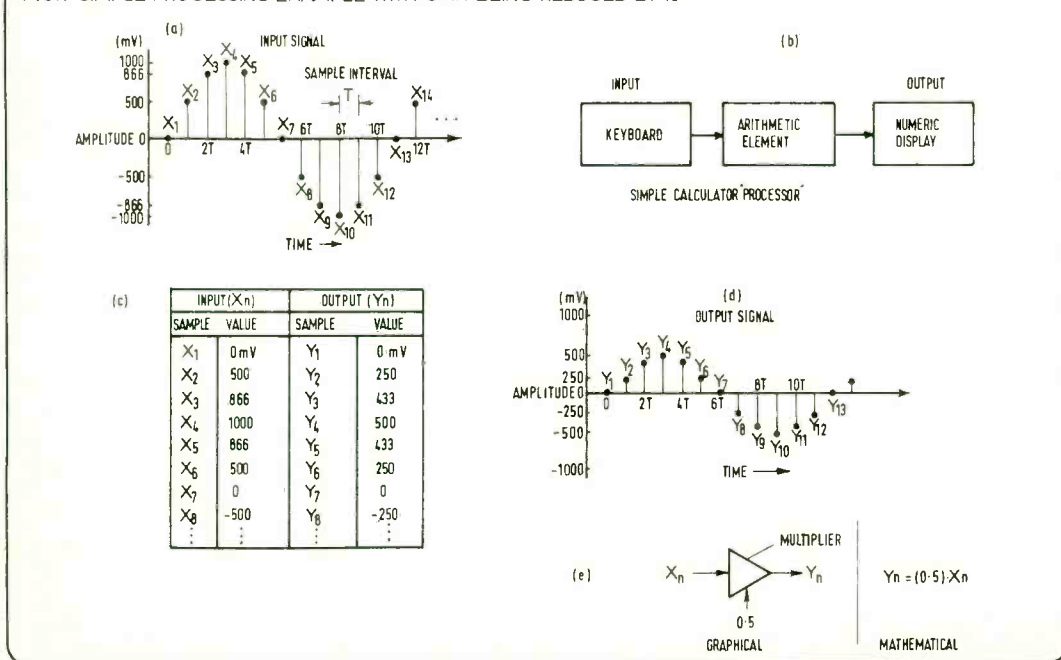 (a)
INPUT SIGNAL
(mV)
1000
866
500
AMPLITUDE 0
-500
-866
-1000
X1
X2
X3
X4
X5
X6
X7
X8
X9
X10
X11
X12
X13
X14
SAMPLE INTERVAL
T
0 2T 4T 6T 8T 10T 12T
TIME
(b)
INPUT OUTPUT
KEYBOARD
ARITHMETIC
ELEMENT
NUMERIC
DISPLAY
SIMPLE CALCULATOR "PROCESSOR"
(c)
INPUT (Xn) OUTPUT (Yn)
SAMPLE VALUE SAMPLE VALUE
X1 0mV Y1 0mV
X2 500 Y2 250
X3 866 Y3 433
X4 1000 Y4 500
X5 866 Y5 433
X6 500 Y6 250
X7 0 Y7 0
X8 -500 Y8 -250
(d)
OUTPUT SIGNAL
(mV)
1000
500
250
AMPLITUDE 0
-250
-500
-1000
Y1
Y2
Y3
Y4
Y5
Y6
Y7
Y8
Y9
Y10
Y11
Y12
Y13
0 2T 4T 6T 8T 10T
TIME
(e)
Xn Yn
MULTIPLIER
0·5
GRAPHICAL
Yn = (0·5)·Xn
MATHEMATICAL